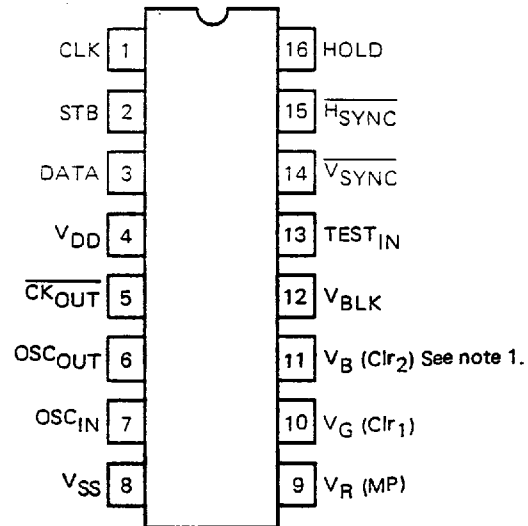 CLK 1 16 HOLD
STB 2 15 HSYNC
DATA 3 14 VSYNC
VDD 4 13 TESTIN
CKOUT 5 12 VBLK
OSCOUT 6 11 VB (Clr2) See note 1.
OSCIN 7 10 VG (Clr1)
VSS 8 9 VR (MP)